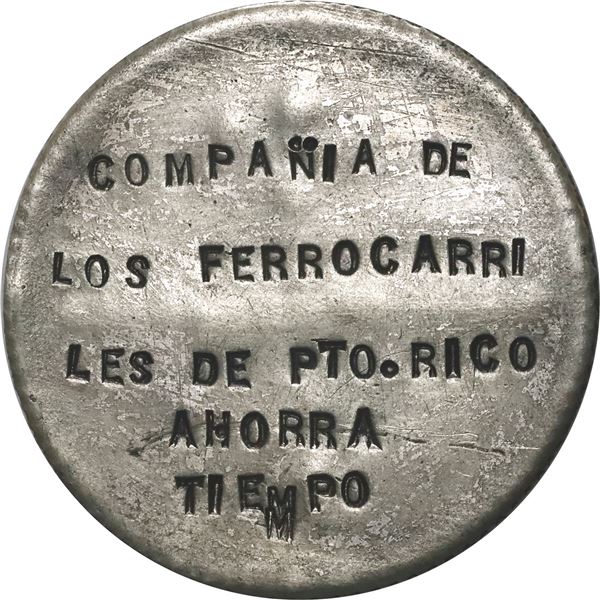 COMPAÑIA DE
LOS FERROCARRI
LES DE PTO.RICO
AHORRA
TIEMPO